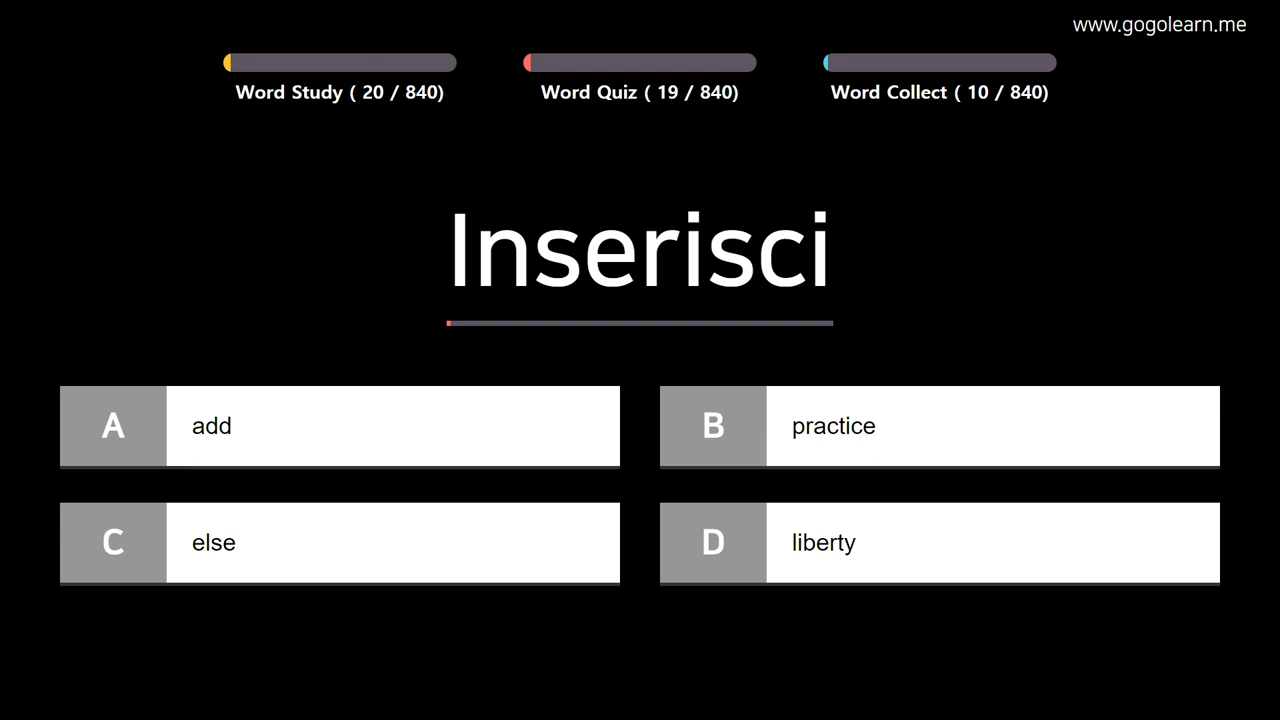 www.gogolearn.me
Word Study ( 20 / 840)
Word Quiz ( 19 / 840)
Word Collect ( 10 / 840)
Inserisci
A add
B practice
C else
D liberty